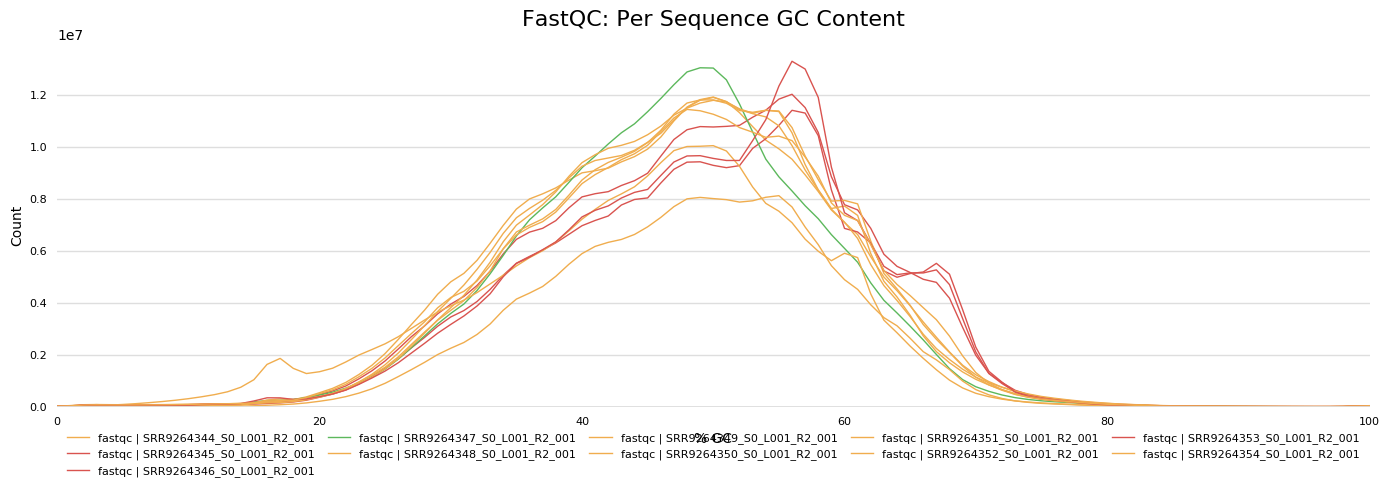 FastQC: Per Sequence GC Content
1e7
1.2
1.0
0.8
0.6
0.4
0.2
0.0
Count
20
40
60
80
100
% GC
fastqc | SRR9264344_S0_L001_R2_001
fastqc | SRR9264345_S0_L001_R2_001
fastqc | SRR9264346_S0_L001_R2_001
fastqc | SRR9264347_S0_L001_R2_001
fastqc | SRR9264348_S0_L001_R2_001
fastqc | SRR9264349_S0_L001_R2_001
fastqc | SRR9264350_S0_L001_R2_001
fastqc | SRR9264351_S0_L001_R2_001
fastqc | SRR9264352_S0_L001_R2_001
fastqc | SRR9264353_S0_L001_R2_001
fastqc | SRR9264354_S0_L001_R2_001